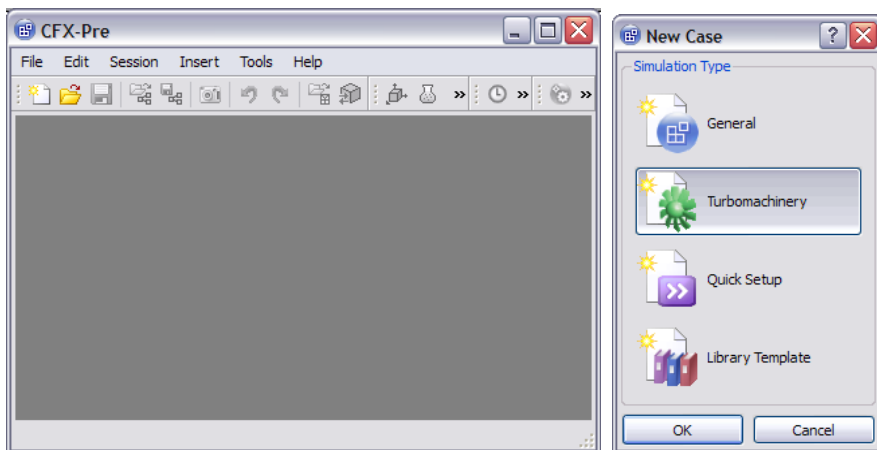 CFX-Pre
File Edit Session Insert Tools Help
» » »
New Case
Simulation Type
General
Turbomachinery
Quick Setup
Library Template
OK Cancel